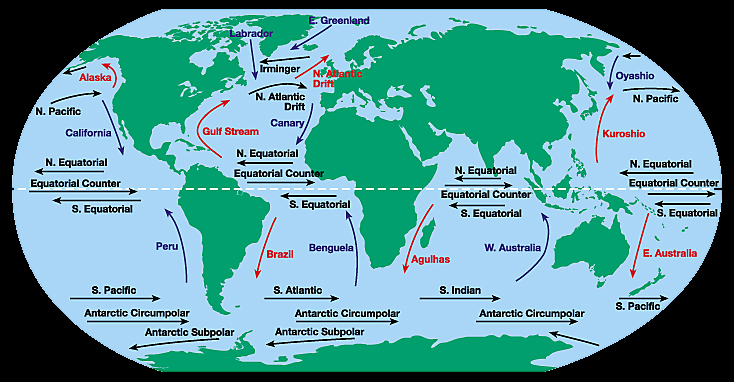 E. Greenland
Labrador
Irminger
Alaska
N. Atlantic
Drift
Oyashio
N. Pacific
N. Atlantic
Drift
N. Pacific
California
Gulf Stream
Canary
Kuroshio
N. Equatorial
N. Equatorial
N. Equatorial
N. Equatorial
Equatorial Counter
Equatorial Counter
Equatorial Counter
Equatorial Counter
S. Equatorial
S. Equatorial
S. Equatorial
S. Equatorial
Peru
Brazil
Benguela
Agulhas
W. Australia
E. Australia
S. Pacific
S. Atlantic
S. Indian
S. Pacific
Antarctic Circumpolar
Antarctic Circumpolar
Antarctic Circumpolar
Antarctic Subpolar
Antarctic Subpolar